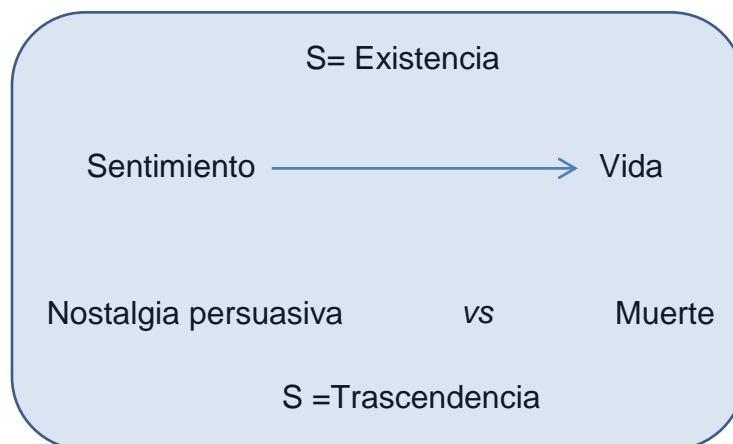 S= Existencia
Sentimiento Vida
Nostalgia persuasiva vs Muerte
S =Trascendencia